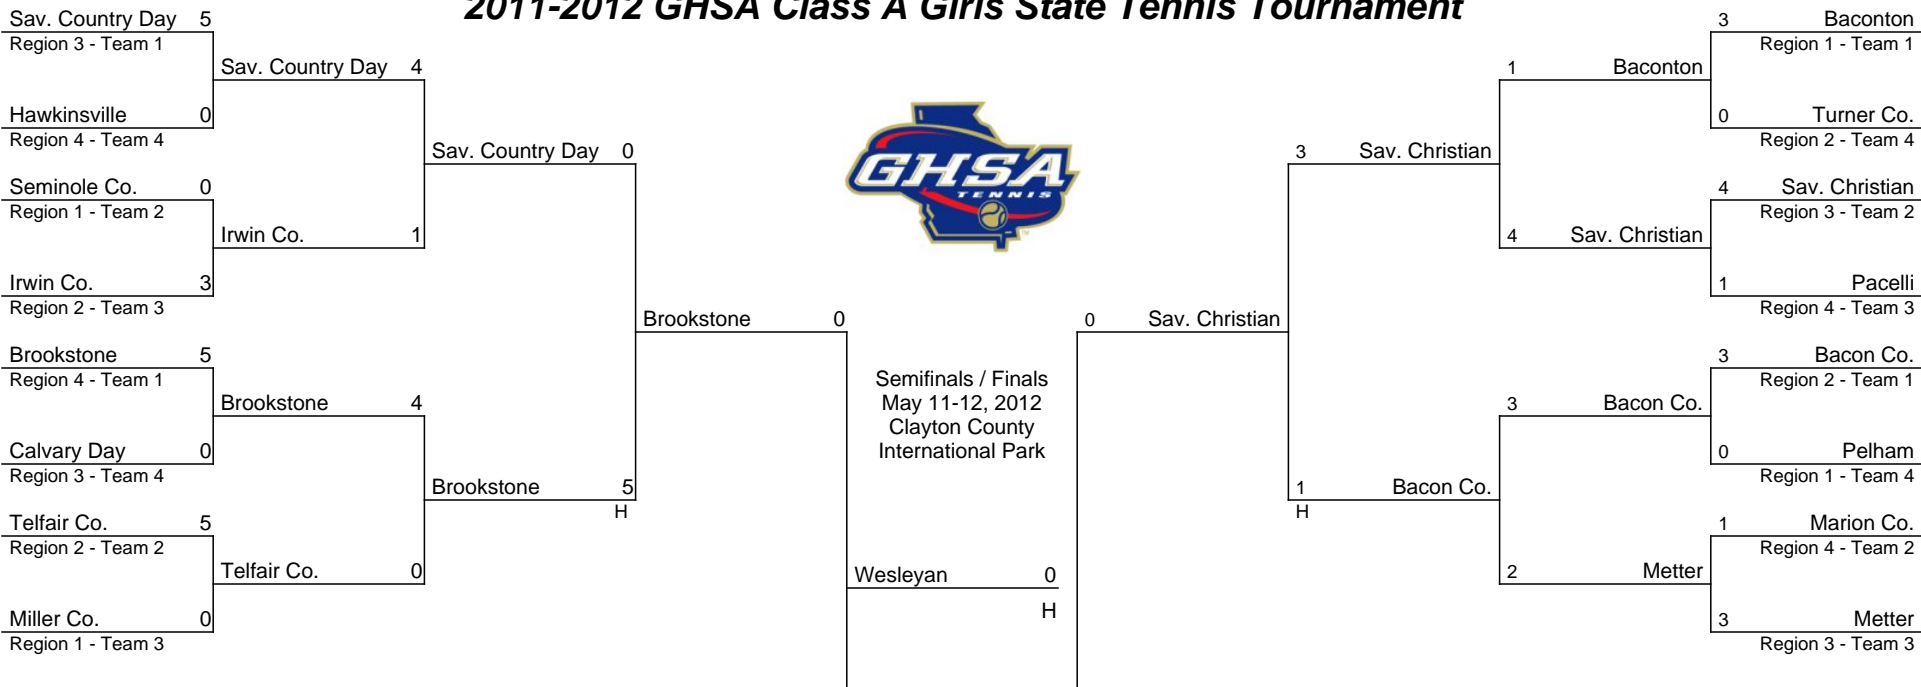 2011-2012 GHSA Class A Girls State Tennis Tournament
Sav. Country Day 5
Region 3 - Team 1
Hawkinsville 0
Region 4 - Team 4
Seminole Co. 0
Region 1 - Team 2
Irwin Co. 3
Region 2 - Team 3
Brookstone 5
Region 4 - Team 1
Calvary Day 0
Region 3 - Team 4
Telfair Co. 5
Region 2 - Team 2
Miller Co. 0
Region 1 - Team 3
Sav. Country Day 4
Irwin Co. 1
Brookstone 4
Telfair Co. 0
Sav. Country Day 0
Brookstone 5
H
Brookstone 0
GHSA
TENNIS
TM
Semifinals / Finals
May 11-12, 2012
Clayton County
International Park
Wesleyan 0
H
0 Sav. Christian
3 Sav. Christian
1 Bacon Co.
H
1 Baconton
4 Sav. Christian
3 Bacon Co.
2 Metter
3 Baconton
Region 1 - Team 1
0 Turner Co.
Region 2 - Team 4
4 Sav. Christian
Region 3 - Team 2
1 Pacelli
Region 4 - Team 3
3 Bacon Co.
Region 2 - Team 1
0 Pelham
Region 1 - Team 4
1 Marion Co.
Region 4 - Team 2
3 Metter
Region 3 - Team 3